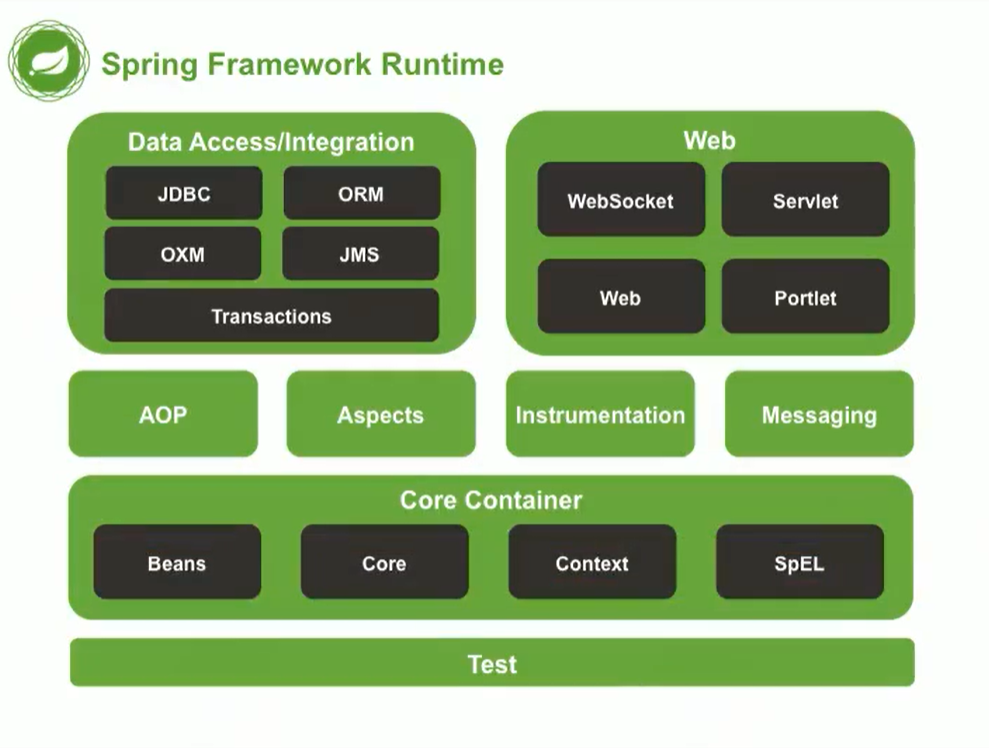 Spring Framework Runtime
Data Access/Integration
JDBC
ORM
OXM
JMS
Transactions
Web
WebSocket
Servlet
Web
Portlet
AOP
Aspects
Instrumentation
Messaging
Core Container
Beans
Core
Context
SpEL
Test